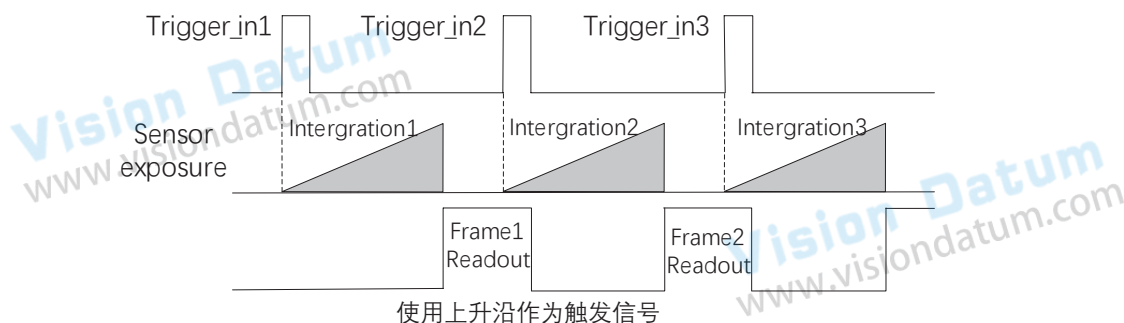 Trigger_in1 Trigger_in2 Trigger_in3
Vision Datum
www.visiondatum.com
Sensor
exposure
Intergration1 Intergration2 Intergration3
Vision Datum
www.visiondatum.com
Frame1
Readout
Frame2
Readout
使用上升沿作为触发信号